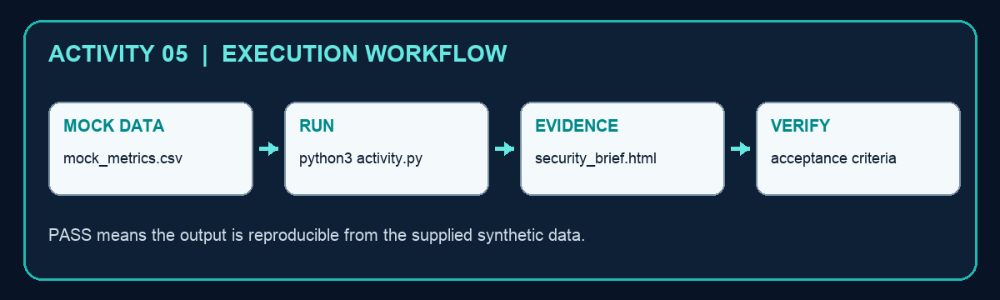 ACTIVITY 05 | EXECUTION WORKFLOW
MOCK DATA
mock_metrics.csv
RUN
python3 activity.py
EVIDENCE
security_brief.html
VERIFY
acceptance criteria
PASS means the output is reproducible from the supplied synthetic data.